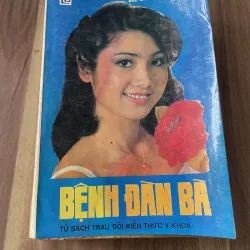 BỆNH ĐÀN BÀ
TỦ SÁCH TRAU DỒI KIẾN THỨC Y KHOA